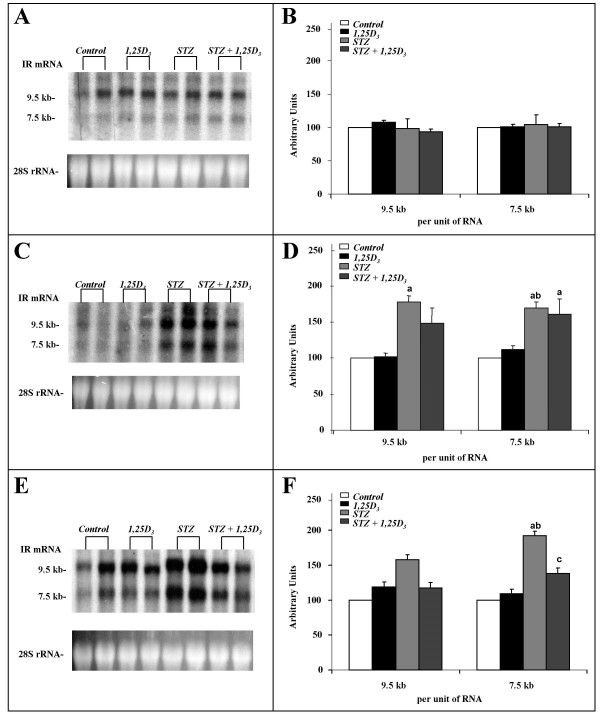 A
Control 1,25D3 STZ STZ + 1,25D3
IR mRNA
9.5 kb-
7.5 kb-
28S rRNA-
B
Control
1,25D3
STZ
STZ + 1,25D3
Arbitrary Units
250
200
150
100
50
0
9.5 kb 7.5 kb
per unit of RNA
C
Control 1,25D3 STZ STZ + 1,25D3
IR mRNA
9.5 kb-
7.5 kb-
28S rRNA-
D
Control
1,25D3
STZ
STZ + 1,25D3
Arbitrary Units
250
200
150
100
50
0
a ab a
9.5 kb 7.5 kb
per unit of RNA
E
Control 1,25D3 STZ STZ + 1,25D3
IR mRNA
9.5 kb-
7.5 kb-
28S rRNA-
F
Control
1,25D3
STZ
STZ + 1,25D3
Arbitrary Units
250
200
150
100
50
0
ab
c
9.5 kb 7.5 kb
per unit of RNA